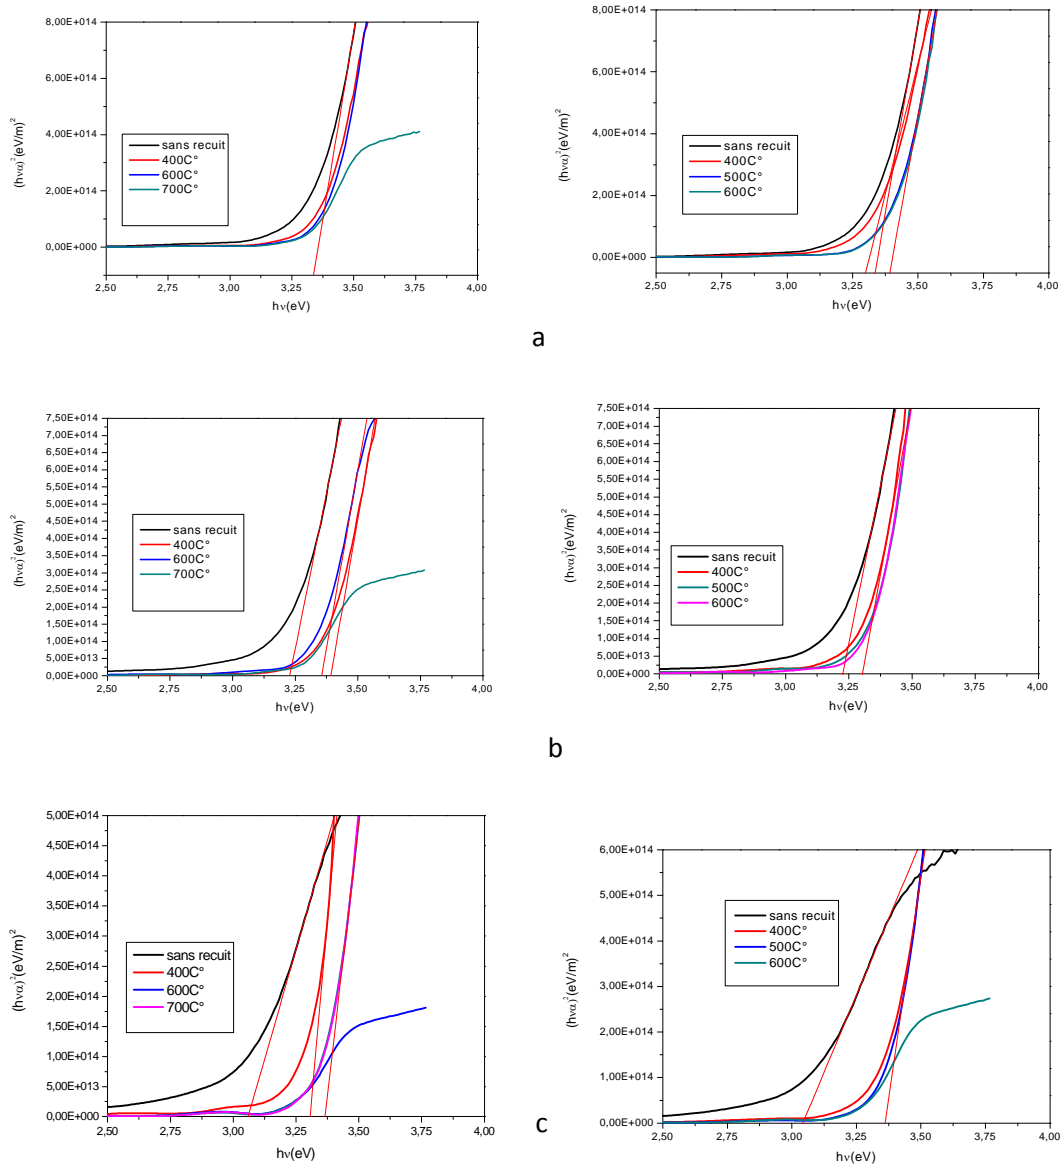 8,00E+014
6,00E+014
4,00E+014
2,00E+014
0,00E+000
(hνα)²(eV/m)²
sans recuit
400C°
600C°
700C°
2,50 2,75 3,00 3,25 3,50 3,75 4,00
hν(eV)
8,00E+014
6,00E+014
4,00E+014
2,00E+014
0,00E+000
(hνα)²(eV/m)²
sans recuit
400C°
500C°
600C°
2,50 2,75 3,00 3,25 3,50 3,75 4,00
hν(eV)
a
7,50E+014
7,00E+014
6,50E+014
6,00E+014
5,50E+014
5,00E+014
4,50E+014
4,00E+014
3,50E+014
3,00E+014
2,50E+014
2,00E+014
1,50E+014
1,00E+014
5,00E+013
0,00E+000
(hνα)²(eV/m)²
sans recuit
400C°
600C°
700C°
2,50 3,00 3,25 3,50 3,75 4,00
hν(eV)
7,50E+014
7,00E+014
6,50E+014
6,00E+014
5,50E+014
5,00E+014
4,50E+014
4,00E+014
3,50E+014
3,00E+014
2,50E+014
2,00E+014
1,50E+014
1,00E+014
5,00E+013
0,00E+000
(hνα)²(eV/m)²
sans recuit
400C°
500C°
600C°
2,50 3,00 3,25 3,50 3,75 4,00
hν(eV)
b
5,00E+014
4,50E+014
4,00E+014
3,50E+014
3,00E+014
2,50E+014
2,00E+014
1,50E+014
1,00E+014
5,00E+013
0,00E+000
(hνα)²(eV/m)²
sans recuit
400C°
600C°
700C°
2,50 3,00 3,25 3,50 3,75 4,00
hν(eV)
6,00E+014
5,00E+014
4,00E+014
3,00E+014
2,00E+014
1,00E+014
0,00E+000
(hνα)²(eV/m)²
sans recuit
400C°
500C°
600C°
2,50 3,00 3,25 3,50 3,75 4,00
hν(eV)
c